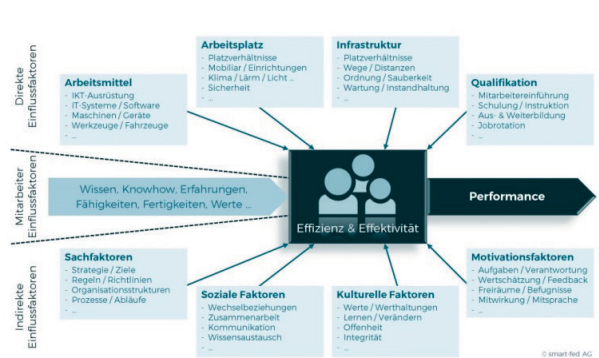 Direkte
Einflussfaktoren
Arbeitsmittel
- IKT-Ausrüstung
- IT-Systeme / Software
- Maschinen / Geräte
- Werkzeuge / Fahrzeuge
- ...
Arbeitsplatz
- Platzverhältnisse
- Mobiliar / Einrichtungen
- Klima / Lärm / Licht ...
- Sicherheit
- ...
Infrastruktur
- Platzverhältnisse
- Wege / Distanzen
- Ordnung / Sauberkeit
- Wartung / Instandhaltung
- ...
Qualifikation
- Mitarbeitereinführung
- Schulung / Instruktion
- Aus- & Weiterbildung
- Jobrotation
- ...
Mitarbeiter
Einflussfaktoren
Wissen, Knowhow, Erfahrungen,
Fähigkeiten, Fertigkeiten, Werte ...
Effizienz & Effektivität
Performance
Indirekte
Einflussfaktoren
Sachfaktoren
- Strategie / Ziele
- Regeln / Richtlinien
- Organisationsstrukturen
- Prozesse / Abläufe
- ...
Soziale Faktoren
- Wechselbeziehungen
- Zusammenarbeit
- Kommunikation
- Wissensaustausch
- ...
Kulturelle Faktoren
- Werte / Werthaltungen
- Lernen / Verändern
- Offenheit
- Integrität
- ...
Motivationsfaktoren
- Aufgaben / Verantwortung
- Wertschätzung / Feedback
- Freiräume / Befugnisse
- Mitwirkung / Mitsprache
- ...
© smart-fed AG